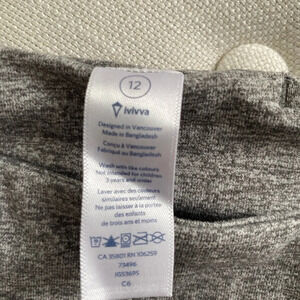 12
ivivva
Designed in Vancouver
Made in Bangladesh
Conçu à Vancouver
Fabriqué au Bangladesh
Wash with like colours
Not intended for children
3 years and under
Laver avec des couleurs
similaires seulement
Ne pas laisser à la portée
des enfants
de trois ans et moins
CA 35801 RN 106259
73496
C6